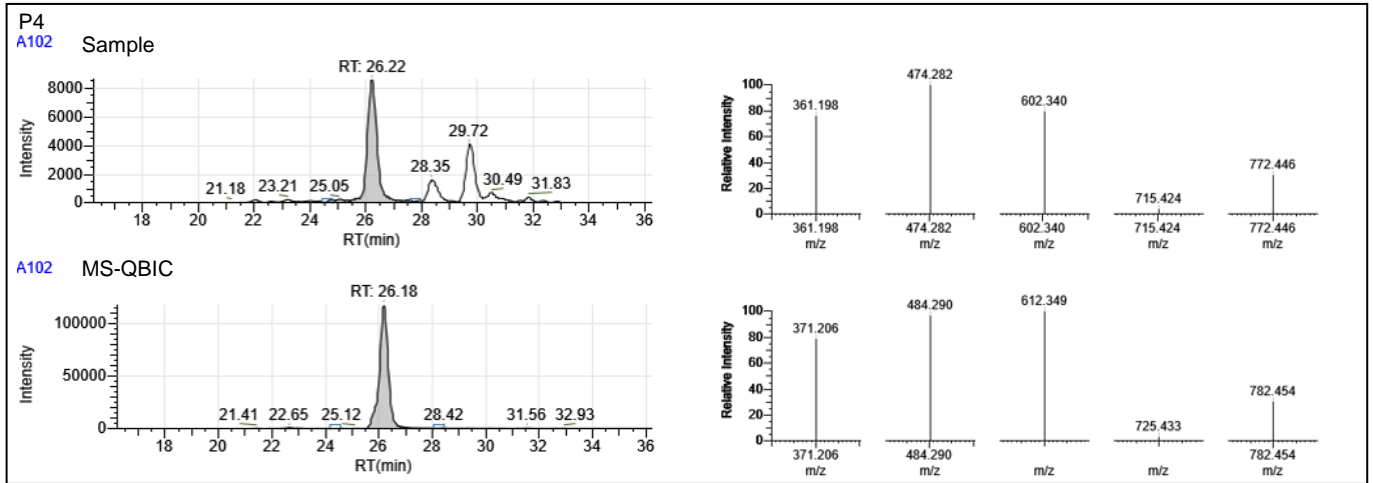 P4
A102 Sample
RT: 26.22
8000
6000
4000
2000
0
Intensity
21.18 23.21 25.05 28.35 29.72 30.49 31.83
18 20 22 24 26 28 30 32 34 36
RT(min)
100
80
60
40
20
0
Relative Intensity
361.198 474.282 602.340 715.424 772.446
361.198 474.282 602.340 715.424 772.446
m/z m/z m/z m/z m/z
A102 MS-QBIC
RT: 26.18
100000
50000
0
Intensity
21.41 22.65 25.12 28.42 31.56 32.93
18 20 22 24 26 28 30 32 34 36
RT(min)
100
80
60
40
20
0
Relative Intensity
371.206 484.290 612.349 725.433 782.454
371.206 484.290 782.454
m/z m/z m/z m/z m/z